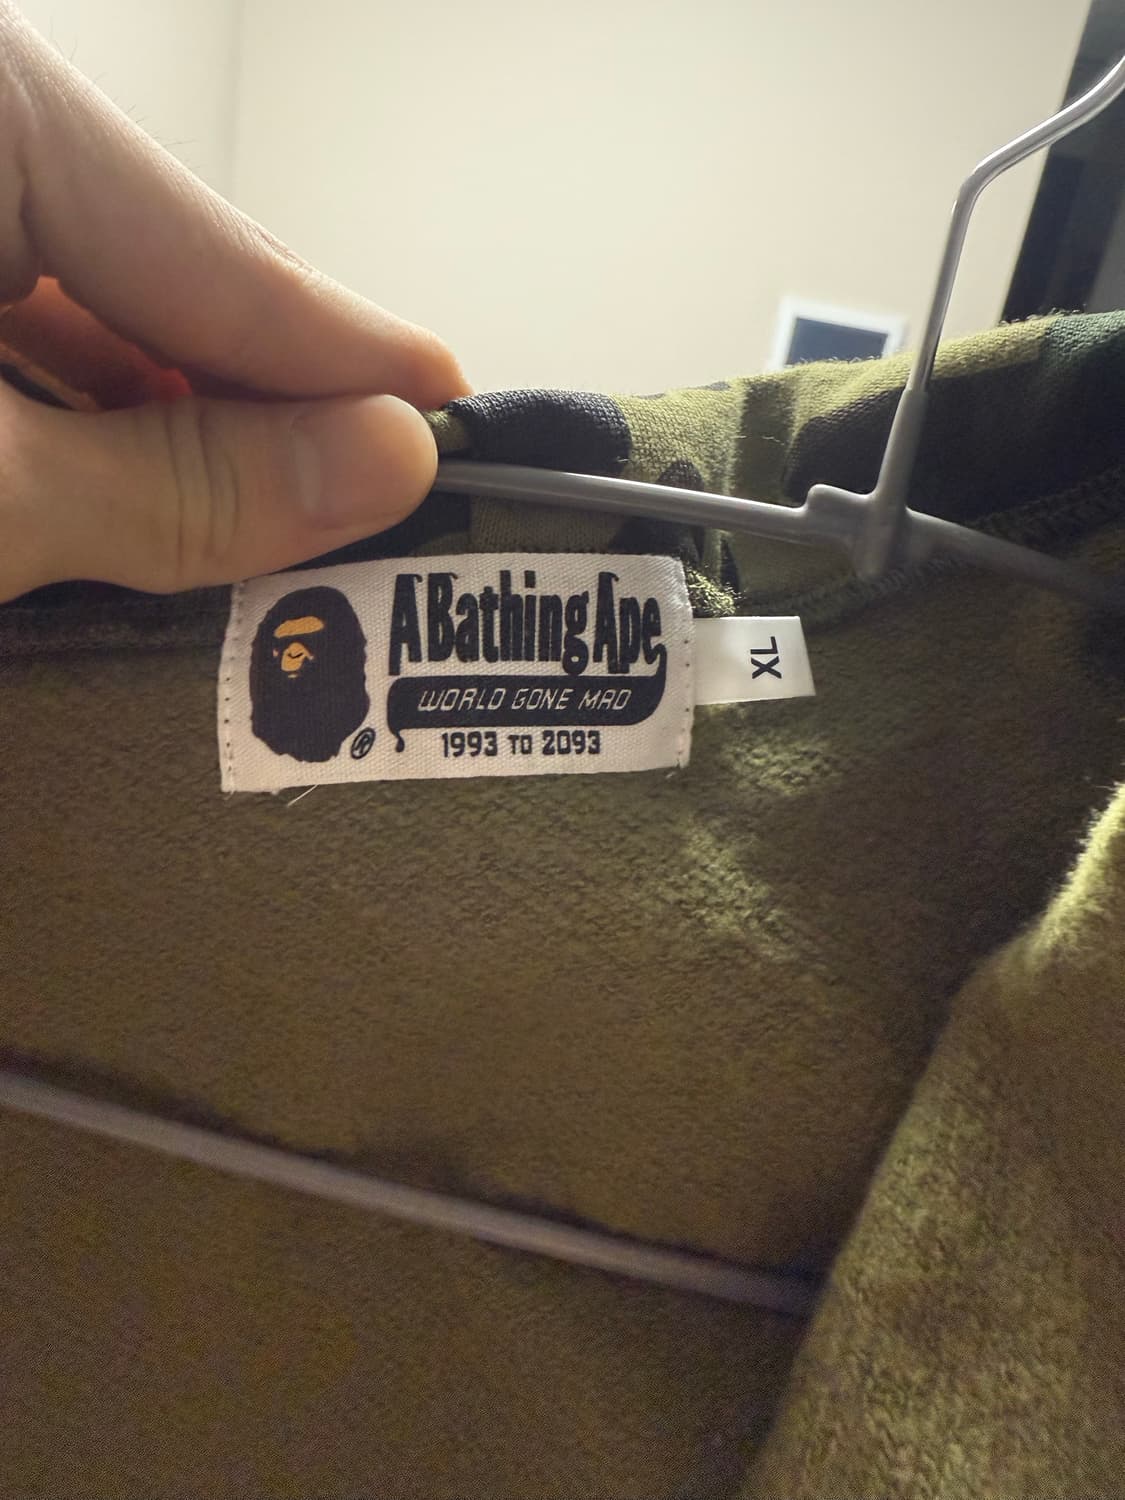 A Bathing Ape
WORLD GONE MAD
1993 TO 2093
®
XL